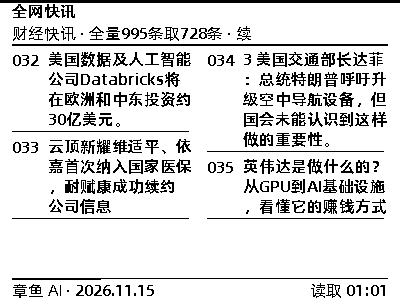 全网快讯
财经快讯 · 全量995条取728条 · 续
032 美国数据及人工智能
公司Databricks将
在欧洲和中东投资约
30亿美元。
033 云顶新耀维适平、依
嘉首次纳入国家医保
，耐赋康成功续约
公司信息
034 3 美国交通部长达菲
：总统特朗普呼吁升
级空中导航设备，但
国会未能认识到这样
做的重要性。
035 英伟达是做什么的？
从GPU到AI基础设施
，看懂它的赚钱方式
章鱼 AI · 2026.11.15
读取 01:01